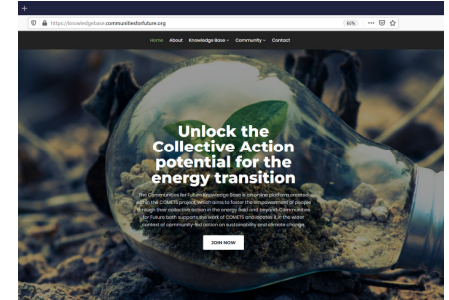 https://knowledgebase.communitiesforfuture.org
80%
Home About Knowledge Base Community Contact
Unlock the
Collective Action
potential for the
energy transition
The Communities for Future Knowledge Base is an online platform created
within the COMETS project, which aims to foster the empowerment of people
through their collective action in the energy field and beyond. Communities
for Future both supports the work of COMETS and locates it in the wider
context of community-led action on sustainability and climate change.
JOIN NOW